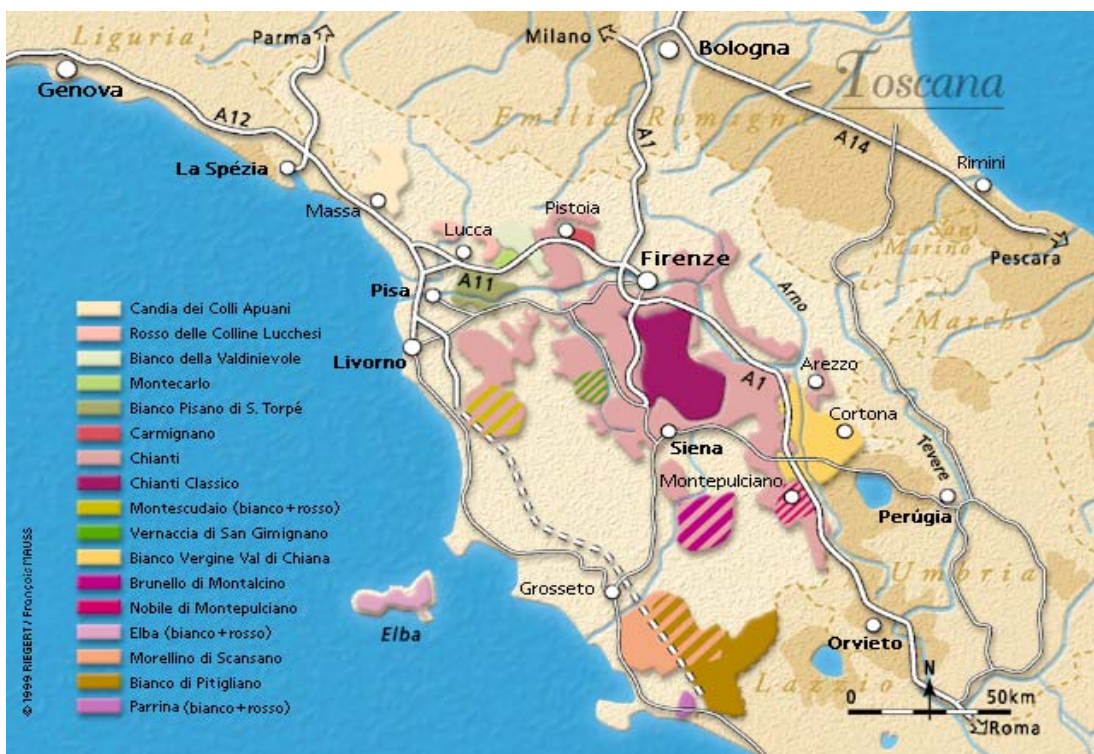 Liguria
Parma
Milano
Bologna
Toscana
Genova
A12
Emilia Romagna
A1
A14
La Spézia
Rimini
Massa
Lucca
Pistoia
San
Marino
Pescara
Firenze
Pisa
A11
Arno
Marche
Livorno
A1
Arezzo
Cortona
Siena
Tevere
Montepulciano
Perúgia
Grosseto
Umbria
Elba
Orvieto
Lazzio
N
0 50km
Roma
Candia dei Colli Apuani
Rosso delle Colline Lucchesi
Bianco della Valdinievole
Montecarlo
Bianco Pisano di S. Torpé
Carmignano
Chianti
Chianti Classico
Montescudaio (bianco+rosso)
Vernaccia di San Gimignano
Bianco Vergine Val di Chiana
Brunello di Montalcino
Nobile di Montepulciano
Elba (bianco+rosso)
Morellino di Scansano
Bianco di Pitigliano
Parrina (bianco+rosso)
© 1999 RIEGERT / François MAUSS